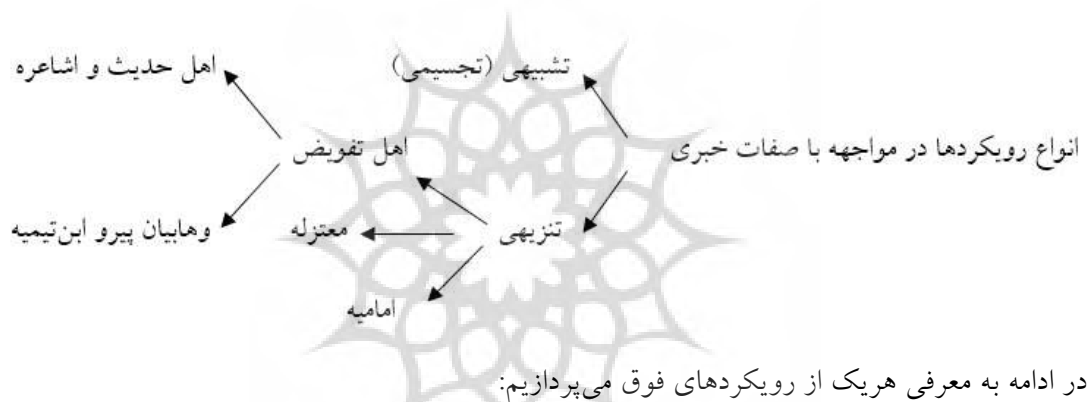 انواع رویکردها در مواجهه با صفات خبری
تشبیهی (تجسیمی)
تنزیهی
اهل تفویض
معتزله
امامیه
اهل حدیث و اشاعره
وهابیان پیرو ابن‌تیمیه
در ادامه به معرفی هریک از رویکردهای فوق می‌پردازیم: